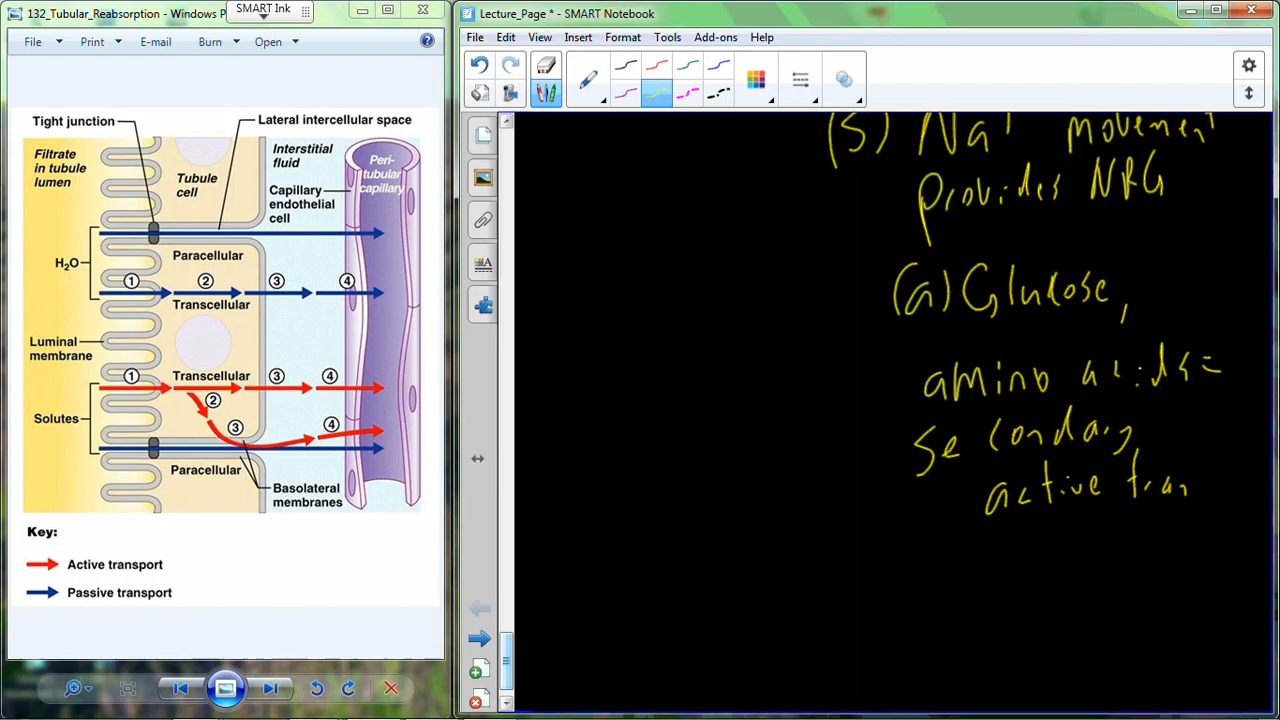 132_Tubular_Reabsorption - Windows P
SMART Ink
File Print E-mail Burn Open
Tight junction
Lateral intercellular space
Filtrate
in tubule
lumen
Tubule
cell
Interstitial
fluid
Peri-
tubular
capillary
Capillary
endothelial
cell
Paracellular
H2O
1 2 3 4
Transcellular
Luminal
membrane
Transcellular
1 3 4
2
Solutes
3 4
Paracellular
Basolateral
membranes
Key:
Active transport
Passive transport
Lecture_Page * - SMART Notebook
File Edit View Insert Format Tools Add-ons Help
(5) Na+ movement
provides NRG
(a) Glucose,
amino acids =
secondary
active tran